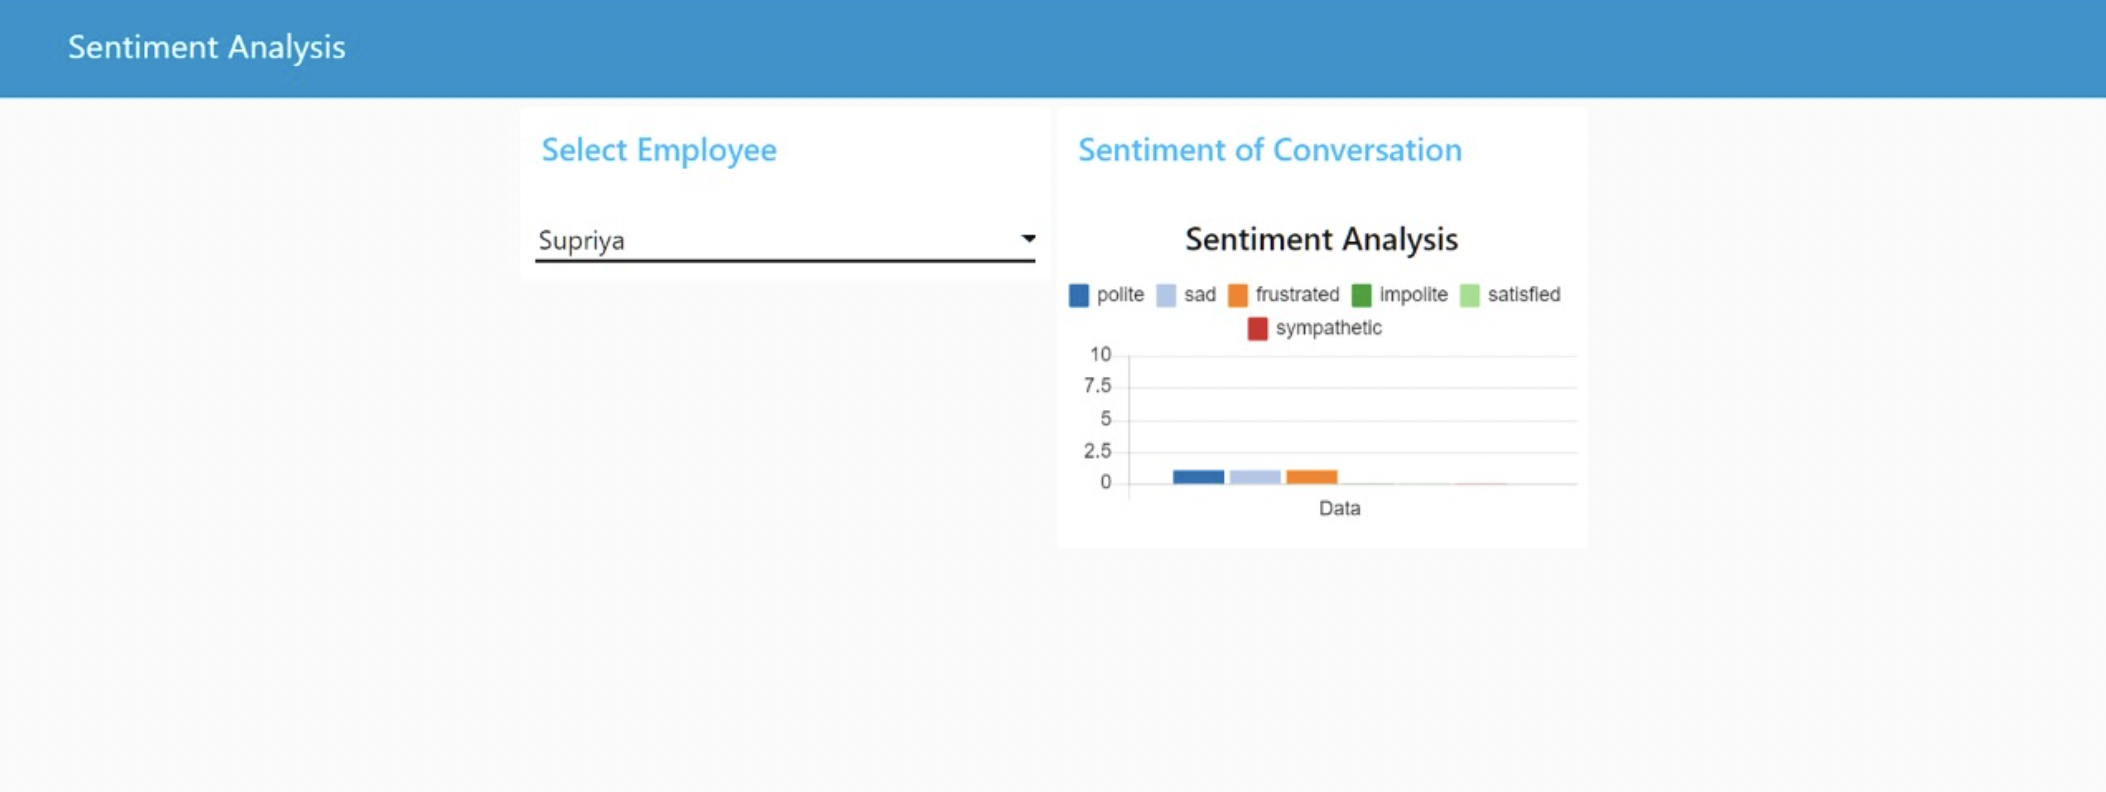 Sentiment Analysis
Select Employee
Supriya
Sentiment of Conversation
Sentiment Analysis
polite sad frustrated impolite satisfied
sympathetic
10
7.5
5
2.5
0
Data